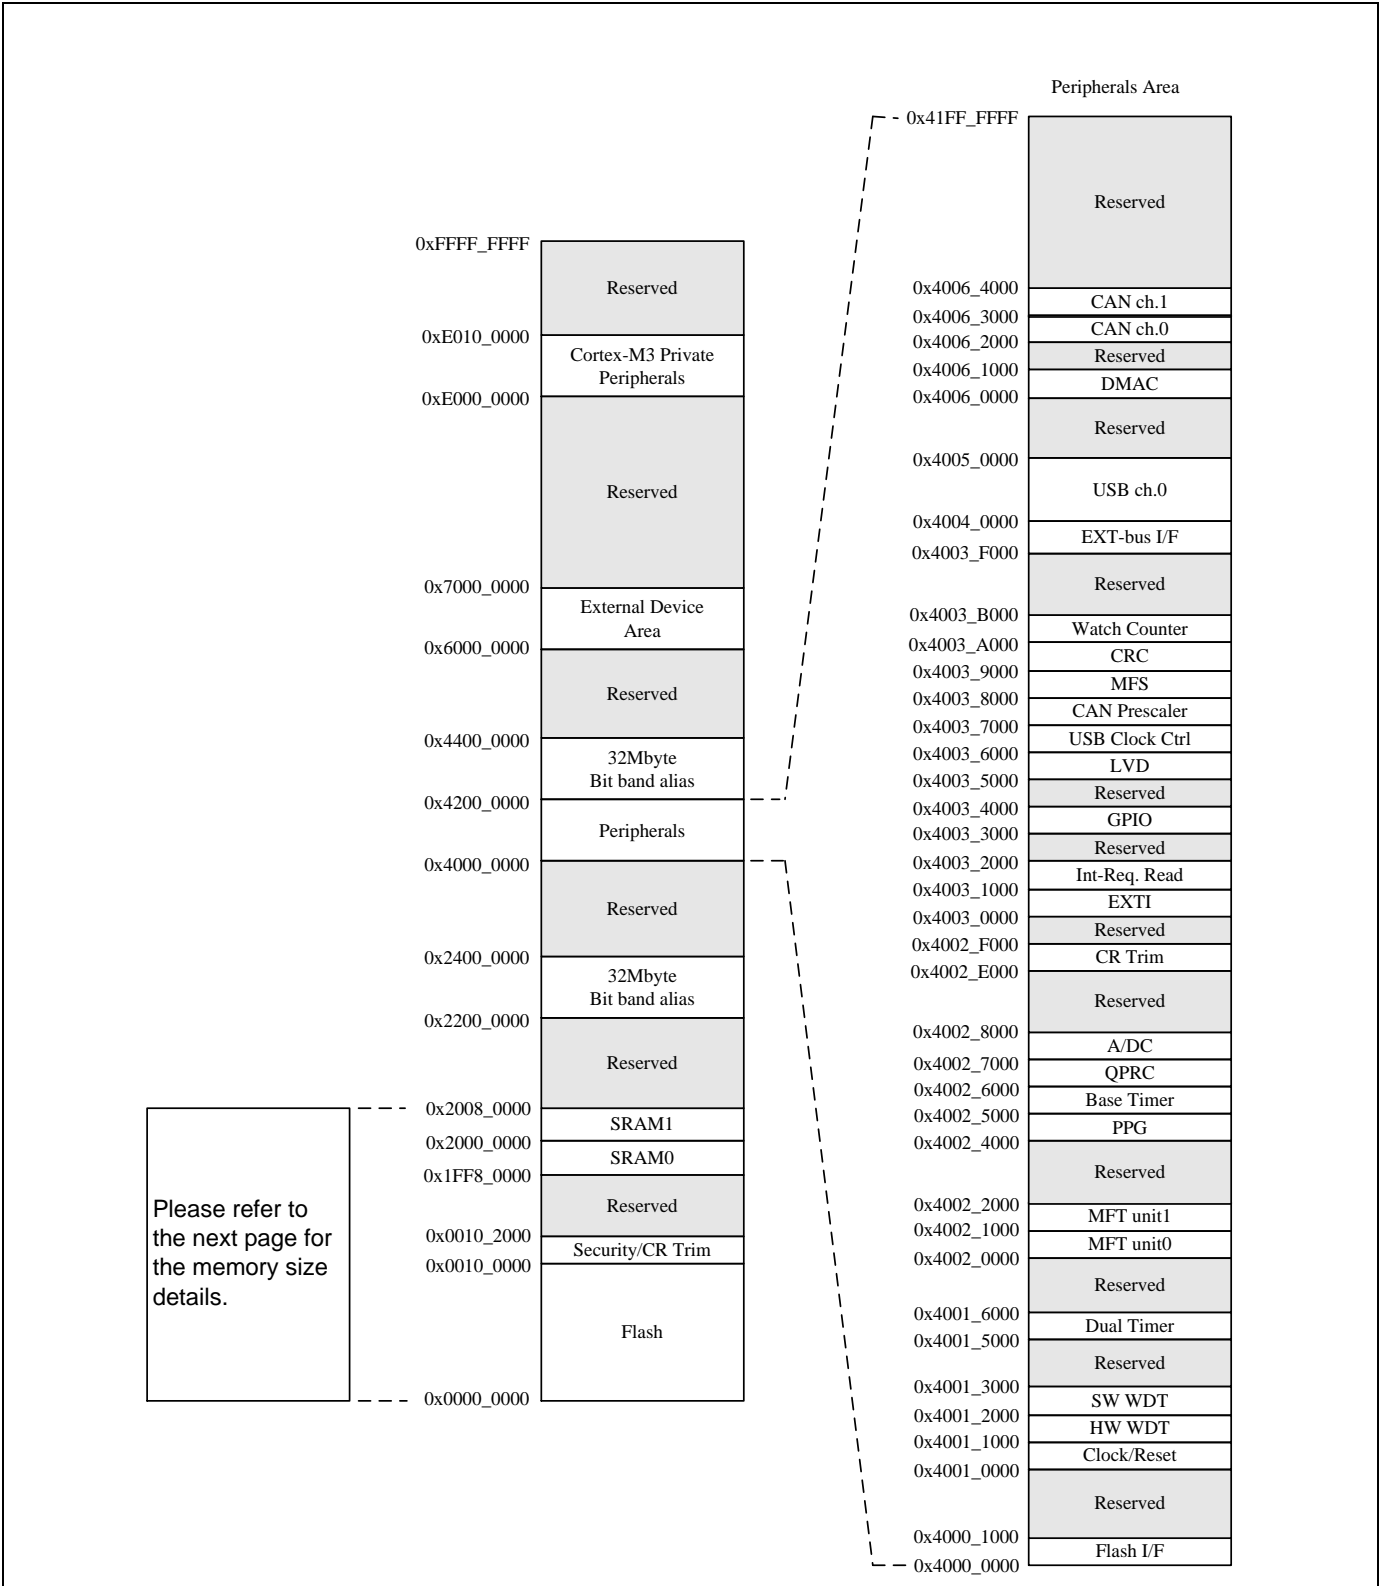 Peripherals Area
0x41FF_FFFF
Reserved
0x4006_4000
CAN ch.1
0x4006_3000
CAN ch.0
0x4006_2000
Reserved
0x4006_1000
DMAC
0x4006_0000
Reserved
0x4005_0000
USB ch.0
0x4004_0000
EXT-bus I/F
0x4003_F000
Reserved
0x4003_B000
Watch Counter
0x4003_A000
CRC
0x4003_9000
MFS
0x4003_8000
CAN Prescaler
0x4003_7000
USB Clock Ctrl
0x4003_6000
LVD
0x4003_5000
Reserved
0x4003_4000
GPIO
0x4003_3000
Reserved
0x4003_2000
Int-Req. Read
0x4003_1000
EXTI
0x4003_0000
Reserved
0x4002_F000
CR Trim
0x4002_E000
Reserved
0x4002_8000
A/DC
0x4002_7000
QPRC
0x4002_6000
Base Timer
0x4002_5000
PPG
0x4002_4000
Reserved
0x4002_2000
MFT unit1
0x4002_1000
MFT unit0
0x4002_0000
Reserved
0x4001_6000
Dual Timer
0x4001_5000
Reserved
0x4001_3000
SW WDT
0x4001_2000
HW WDT
0x4001_1000
Clock/Reset
0x4001_0000
Reserved
0x4000_1000
Flash I/F
0x4000_0000
0xFFFF_FFFF
Reserved
0xE010_0000
Cortex-M3 Private
Peripherals
0xE000_0000
Reserved
0x7000_0000
External Device
Area
0x6000_0000
Reserved
0x4400_0000
32Mbyte
Bit band alias
0x4200_0000
Peripherals
0x4000_0000
Reserved
0x2400_0000
32Mbyte
Bit band alias
0x2200_0000
Reserved
0x2008_0000
SRAM1
0x2000_0000
SRAM0
0x1FF8_0000
Reserved
0x0010_2000
Security/CR Trim
0x0010_0000
Flash
0x0000_0000
Please refer to
the next page for
the memory size
details.